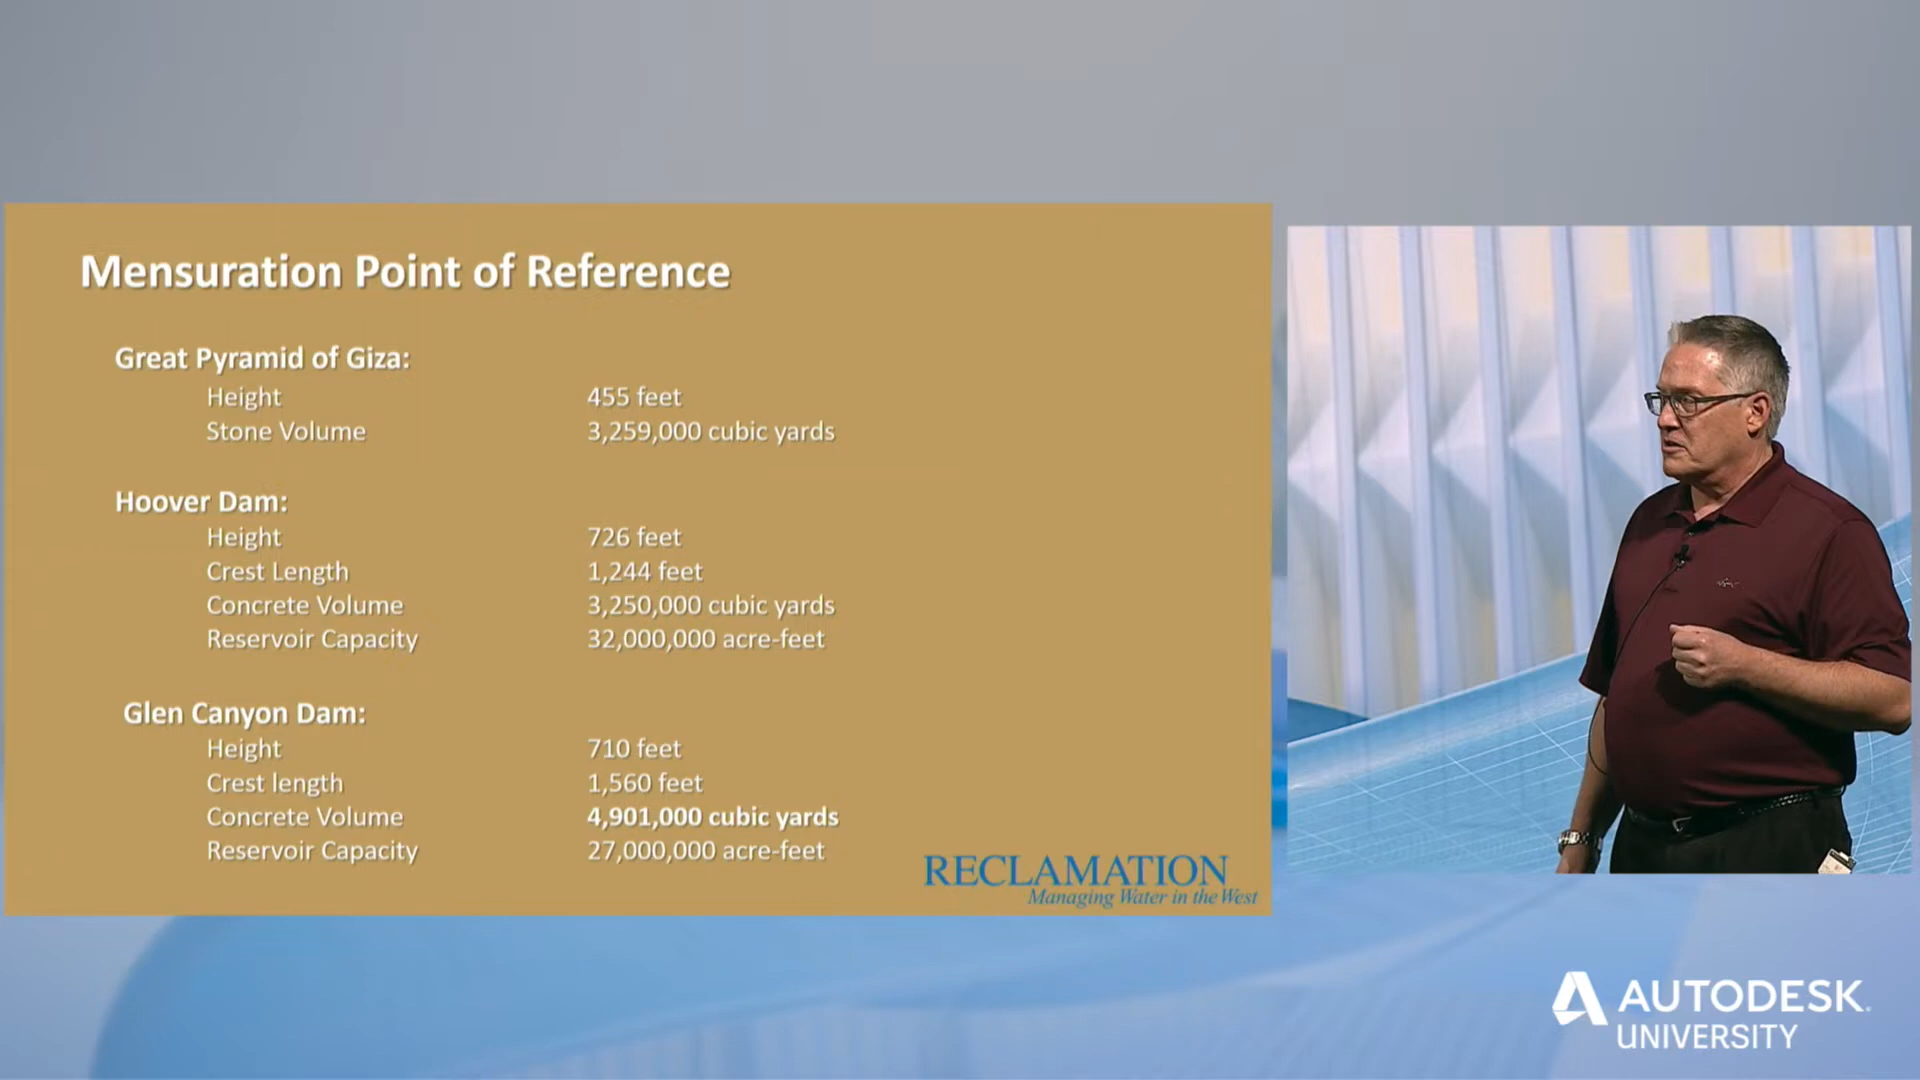 Mensuration Point of Reference
Great Pyramid of Giza:
Height 455 feet
Stone Volume 3,259,000 cubic yards
Hoover Dam:
Height 726 feet
Crest Length 1,244 feet
Concrete Volume 3,250,000 cubic yards
Reservoir Capacity 32,000,000 acre-feet
Glen Canyon Dam:
Height 710 feet
Crest length 1,560 feet
Concrete Volume 4,901,000 cubic yards
Reservoir Capacity 27,000,000 acre-feet
RECLAMATION
Managing Water in the West
AUTODESK.
UNIVERSITY